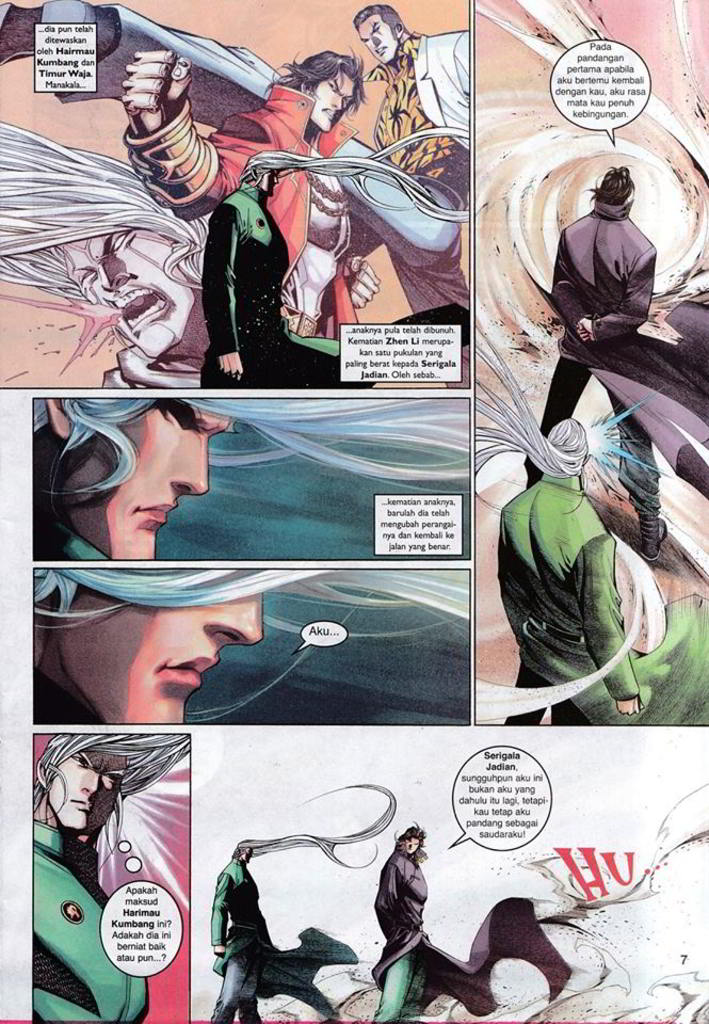 ...dia pun telah
ditewaskan
oleh Hairmau
Kumbang dan
Timur Waja.
Manakala...
...anaknya pula telah dibunuh.
Kematian Zhen Li merupa-
kan satu pukulan yang
paling berat kepada Serigala
Jadian. Oleh sebab...
Pada
pandangan
pertama apabila
aku bertemu kembali
dengan kau, aku rasa
mata kau penuh
kebingungan.
...kematian anaknya,
barulah dia telah
mengubah perangai-
nya dan kembali ke
jalan yang benar.
Aku...
Apakah
maksud
Harimau
Kumbang ini?
Adakah dia ini
berniat baik
atau pun...?
Serigala
Jadian,
sungguhpun aku ini
bukan aku yang
dahulu itu lagi, tetapi-
kau tetap aku
pandang sebagai
saudaraku!
HU...
7